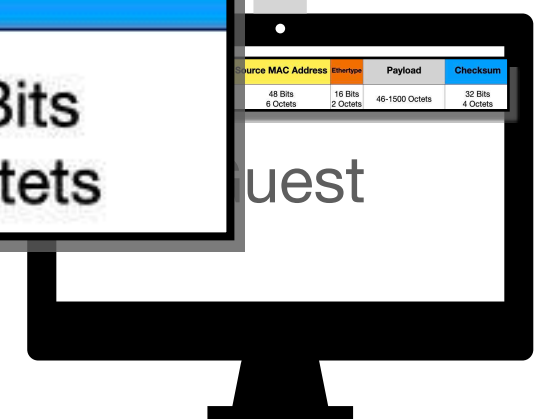 Source MAC Address Ethertype Payload Checksum
48 Bits 16 Bits 46-1500 Octets 32 Bits
6 Octets 2 Octets 4 Octets
Bits
tets
uest